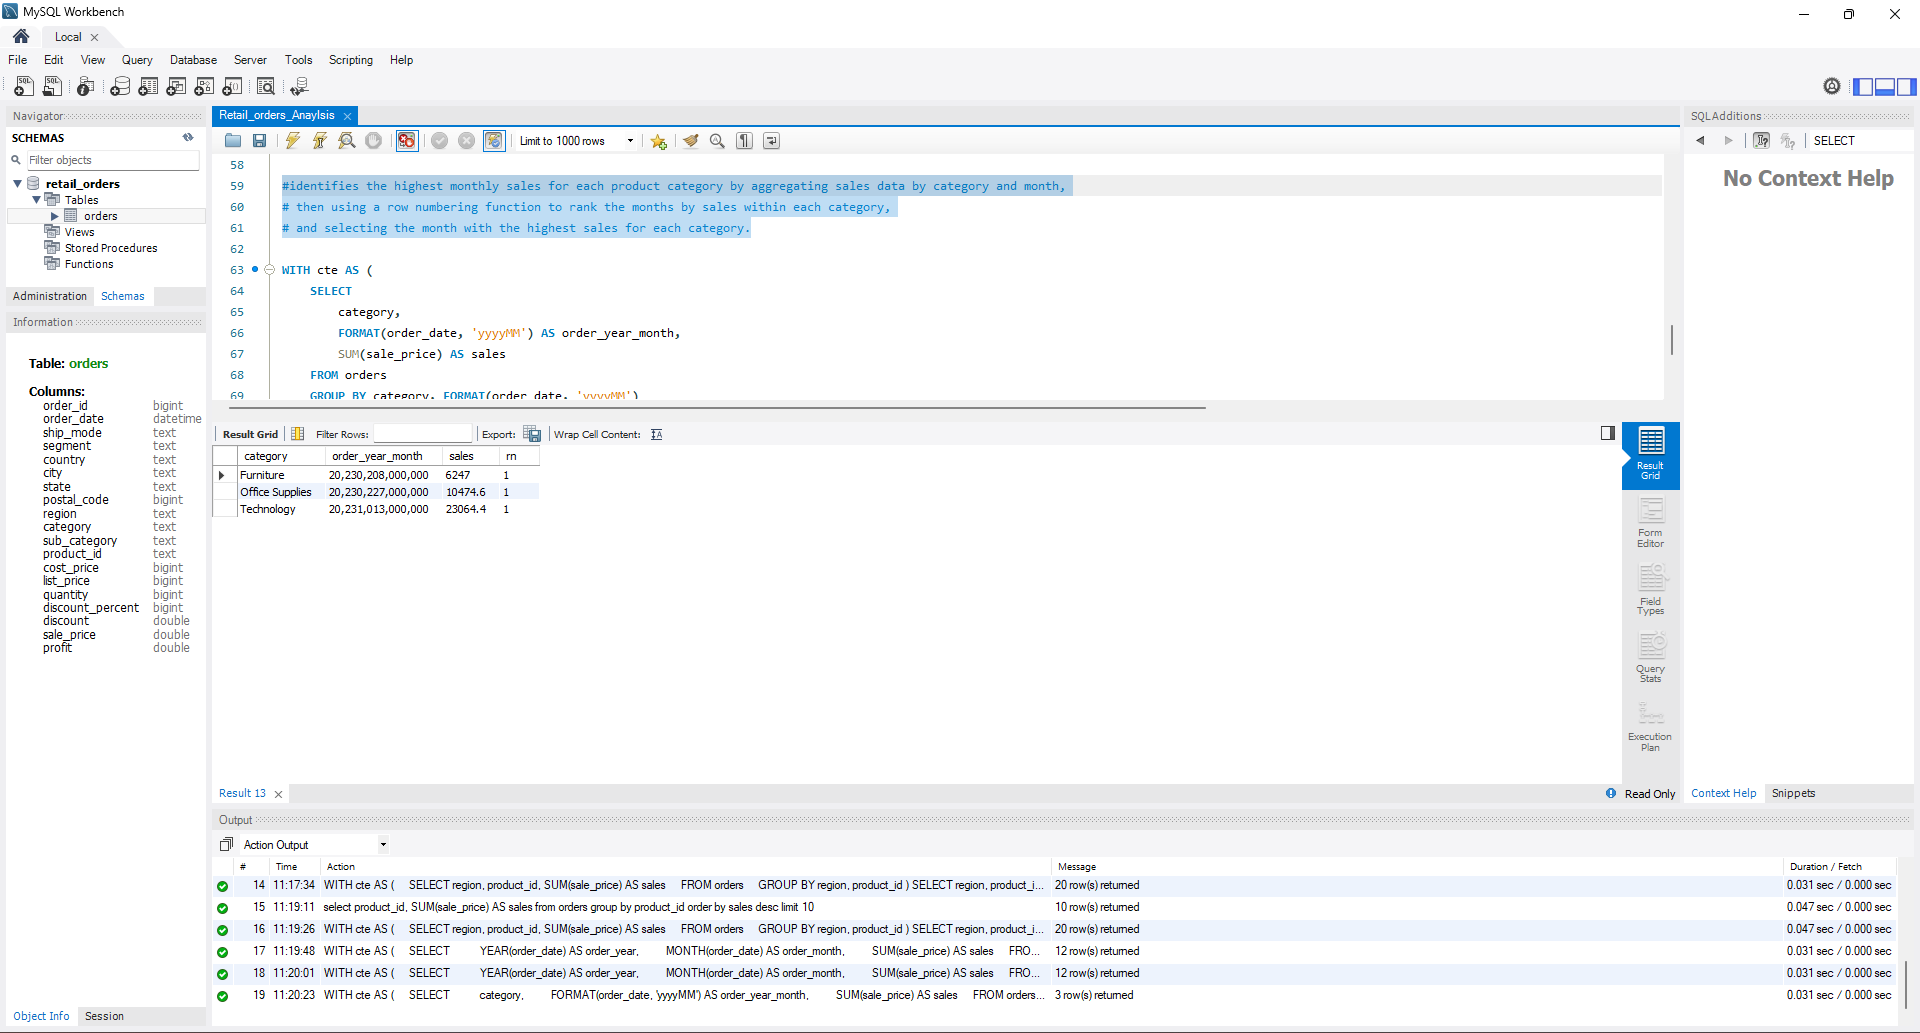 MySQL Workbench
Local
File Edit View Query Database Server Tools Scripting Help
Navigator
SCHEMAS
Filter objects
retail_orders
Tables
orders
Views
Stored Procedures
Functions
Administration Schemas
Information
Table: orders
Columns:
order_id bigint
order_date datetime
ship_mode text
segment text
country text
city text
state text
postal_code bigint
region text
category text
sub_category text
product_id text
cost_price bigint
list_price bigint
quantity bigint
discount_percent bigint
discount double
sale_price double
profit double
Object Info Session
Retail_orders_Anaylsis
Limit to 1000 rows
58
59 #identifies the highest monthly sales for each product category by aggregating sales data by category and month,
60 # then using a row numbering function to rank the months by sales within each category,
61 # and selecting the month with the highest sales for each category.
62
63 WITH cte AS (
64 SELECT
65 category,
66 FORMAT(order_date, 'yyyyMM') AS order_year_month,
67 SUM(sale_price) AS sales
68 FROM orders
69 GROUP BY category, FORMAT(order_date, 'yyyyMM')
Result Grid Filter Rows: Export: Wrap Cell Content:
category order_year_month sales rn
Furniture 20,230,208,000,000 6247 1
Office Supplies 20,230,227,000,000 10474.6 1
Technology 20,231,013,000,000 23064.4 1
Result Grid
Form Editor
Field Types
Query Stats
Execution Plan
Result 13
Read Only
SQLAdditions
SELECT
No Context Help
Context Help Snippets
Output
Action Output
# Time Action Message Duration / Fetch
14 11:17:34 WITH cte AS ( SELECT region, product_id, SUM(sale_price) AS sales FROM orders GROUP BY region, product_id ) SELECT region, product_i... 20 row(s) returned 0.031 sec / 0.000 sec
15 11:19:11 select product_id, SUM(sale_price) AS sales from orders group by product_id order by sales desc limit 10 10 row(s) returned 0.047 sec / 0.000 sec
16 11:19:26 WITH cte AS ( SELECT region, product_id, SUM(sale_price) AS sales FROM orders GROUP BY region, product_id ) SELECT region, product_i... 20 row(s) returned 0.047 sec / 0.000 sec
17 11:19:48 WITH cte AS ( SELECT YEAR(order_date) AS order_year, MONTH(order_date) AS order_month, SUM(sale_price) AS sales FRO... 12 row(s) returned 0.031 sec / 0.000 sec
18 11:20:01 WITH cte AS ( SELECT YEAR(order_date) AS order_year, MONTH(order_date) AS order_month, SUM(sale_price) AS sales FRO... 12 row(s) returned 0.031 sec / 0.000 sec
19 11:20:23 WITH cte AS ( SELECT category, FORMAT(order_date, 'yyyyMM') AS order_year_month, SUM(sale_price) AS sales FROM orders... 3 row(s) returned 0.031 sec / 0.000 sec